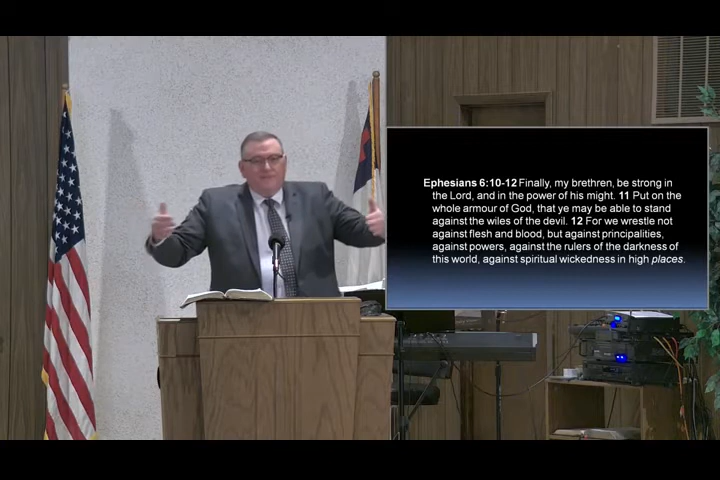 Ephesians 6:10-12 Finally, my brethren, be strong in
the Lord, and in the power of his might. 11 Put on the
whole armour of God, that ye may be able to stand
against the wiles of the devil. 12 For we wrestle not
against flesh and blood, but against principalities,
against powers, against the rulers of the darkness of
this world, against spiritual wickedness in high places.